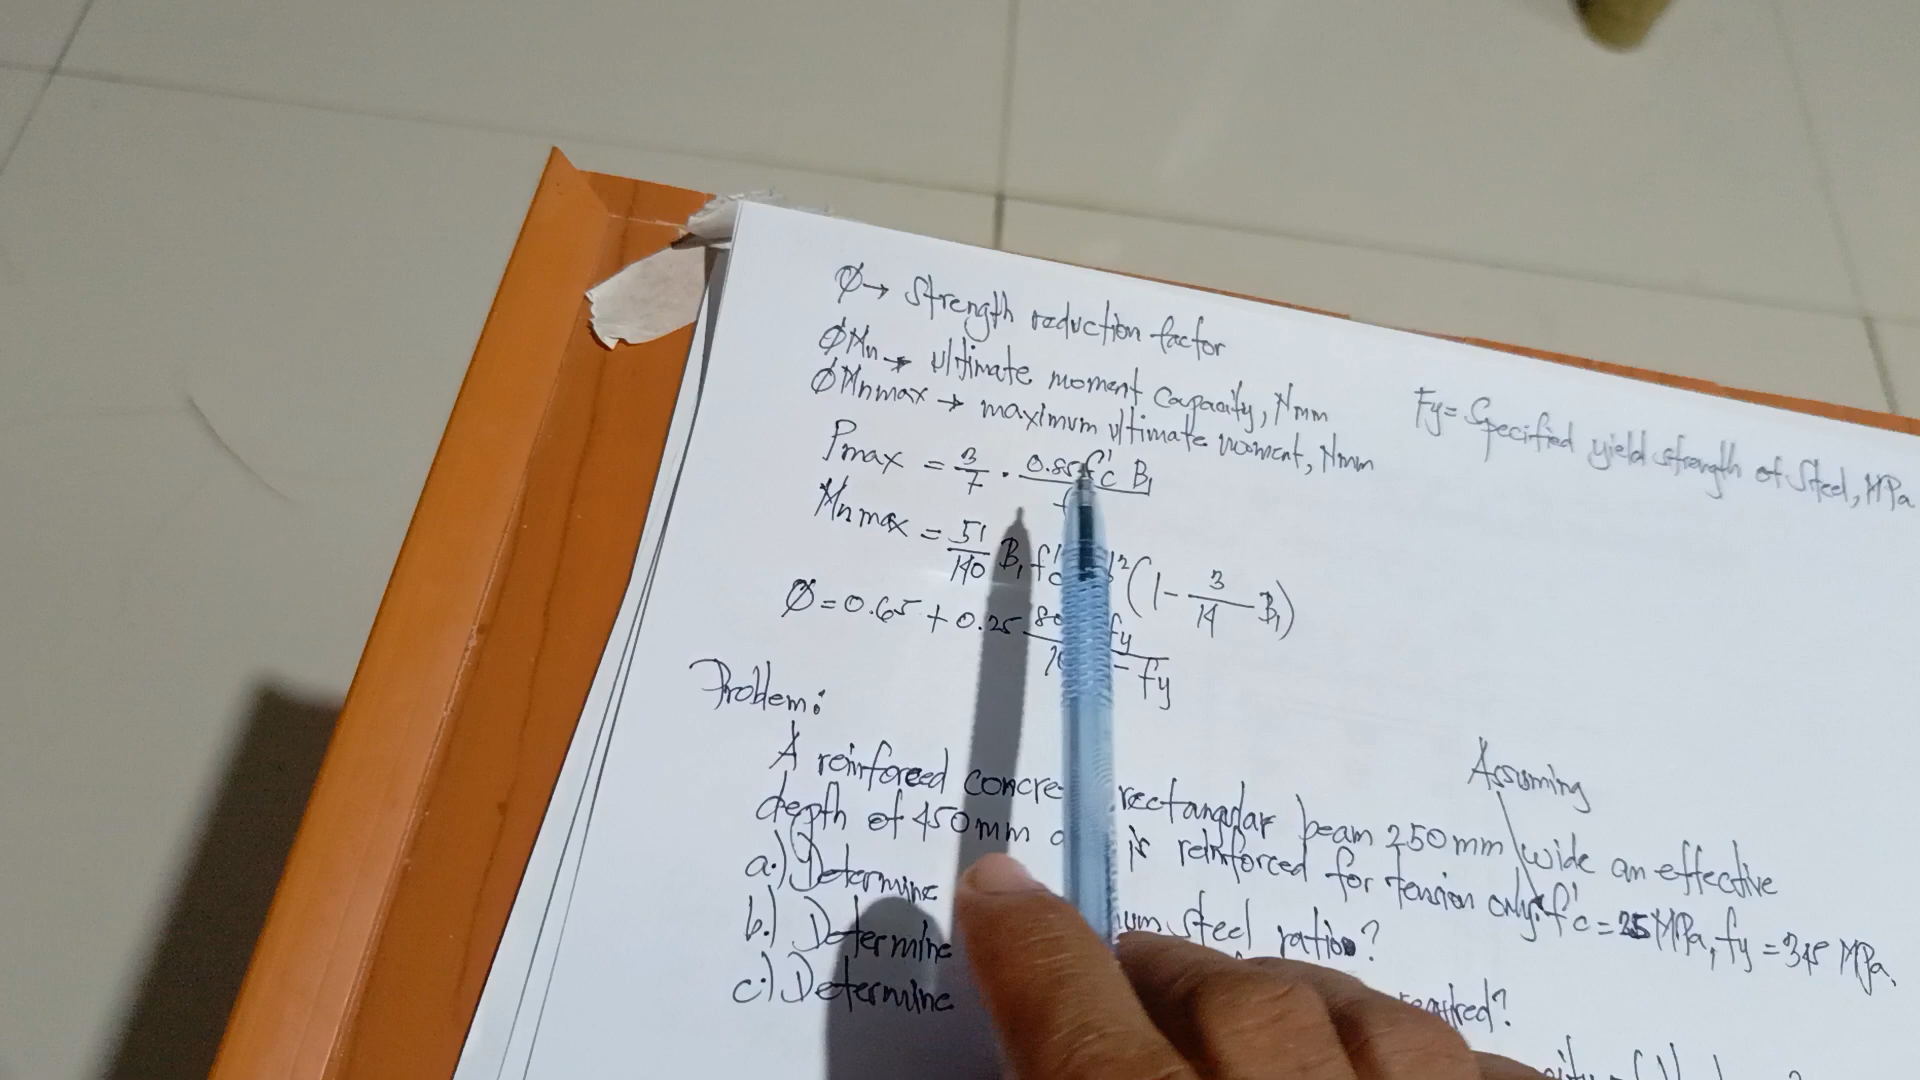 Ø → Strength reduction factor
ØMn → ultimate moment capacity, Nmm
ØMnmax → maximum ultimate moment, Nmm
Fy = Specified yield strength of Steel, MPa
Pmax = 3/7 · 0.85f'c B1
Mn max = 51/140 B1 f'c (1 - 3/14 B1)
Ø = 0.65 + 0.25 fy / - fy
Problem:
Assuming
A reinforced rectangular beam 250mm wide an effective
depth of 450mm is reinforced for tension only. f'c = 25 MPa, fy = MPa.
a.) Determine steel ratio?
b.) Determine
c.) Determine